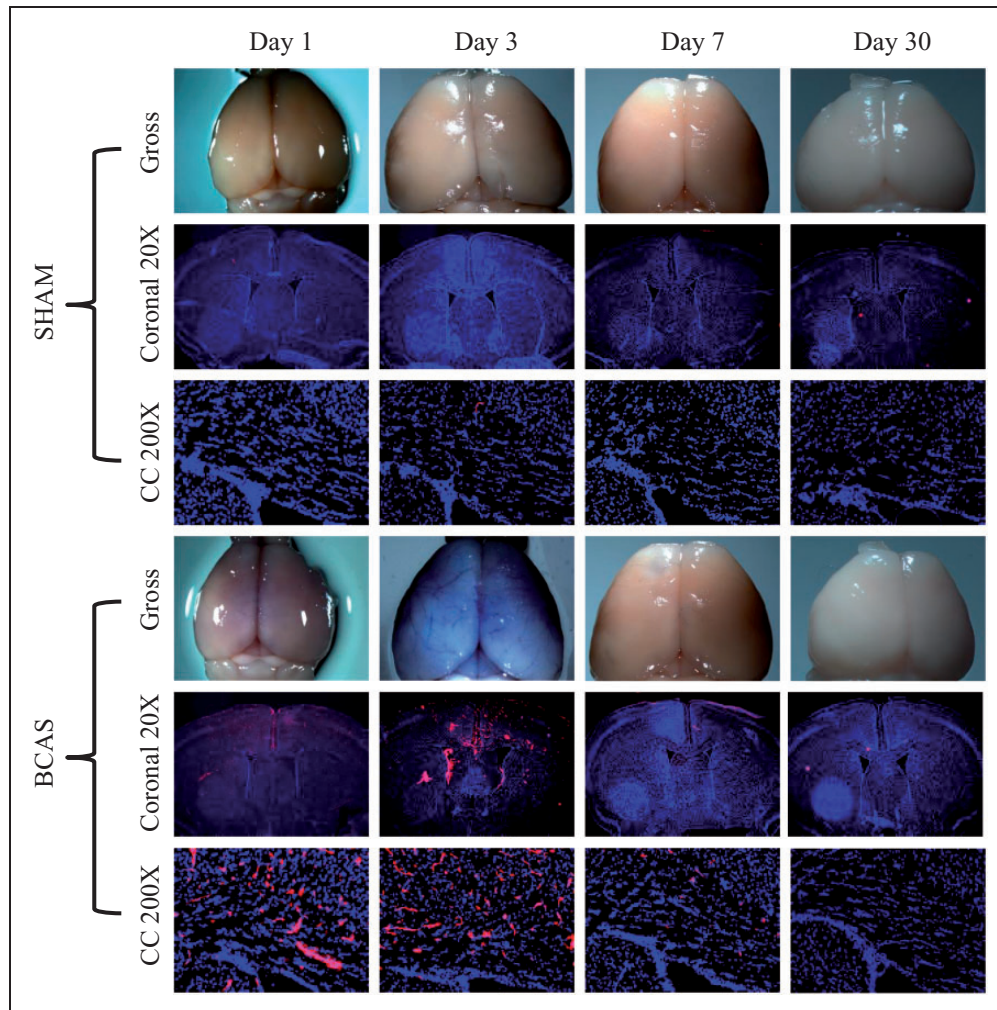 Day 1 Day 3 Day 7 Day 30
SHAM
Gross
Coronal 20X
CC 200X
BCAS
Gross
Coronal 20X
CC 200X